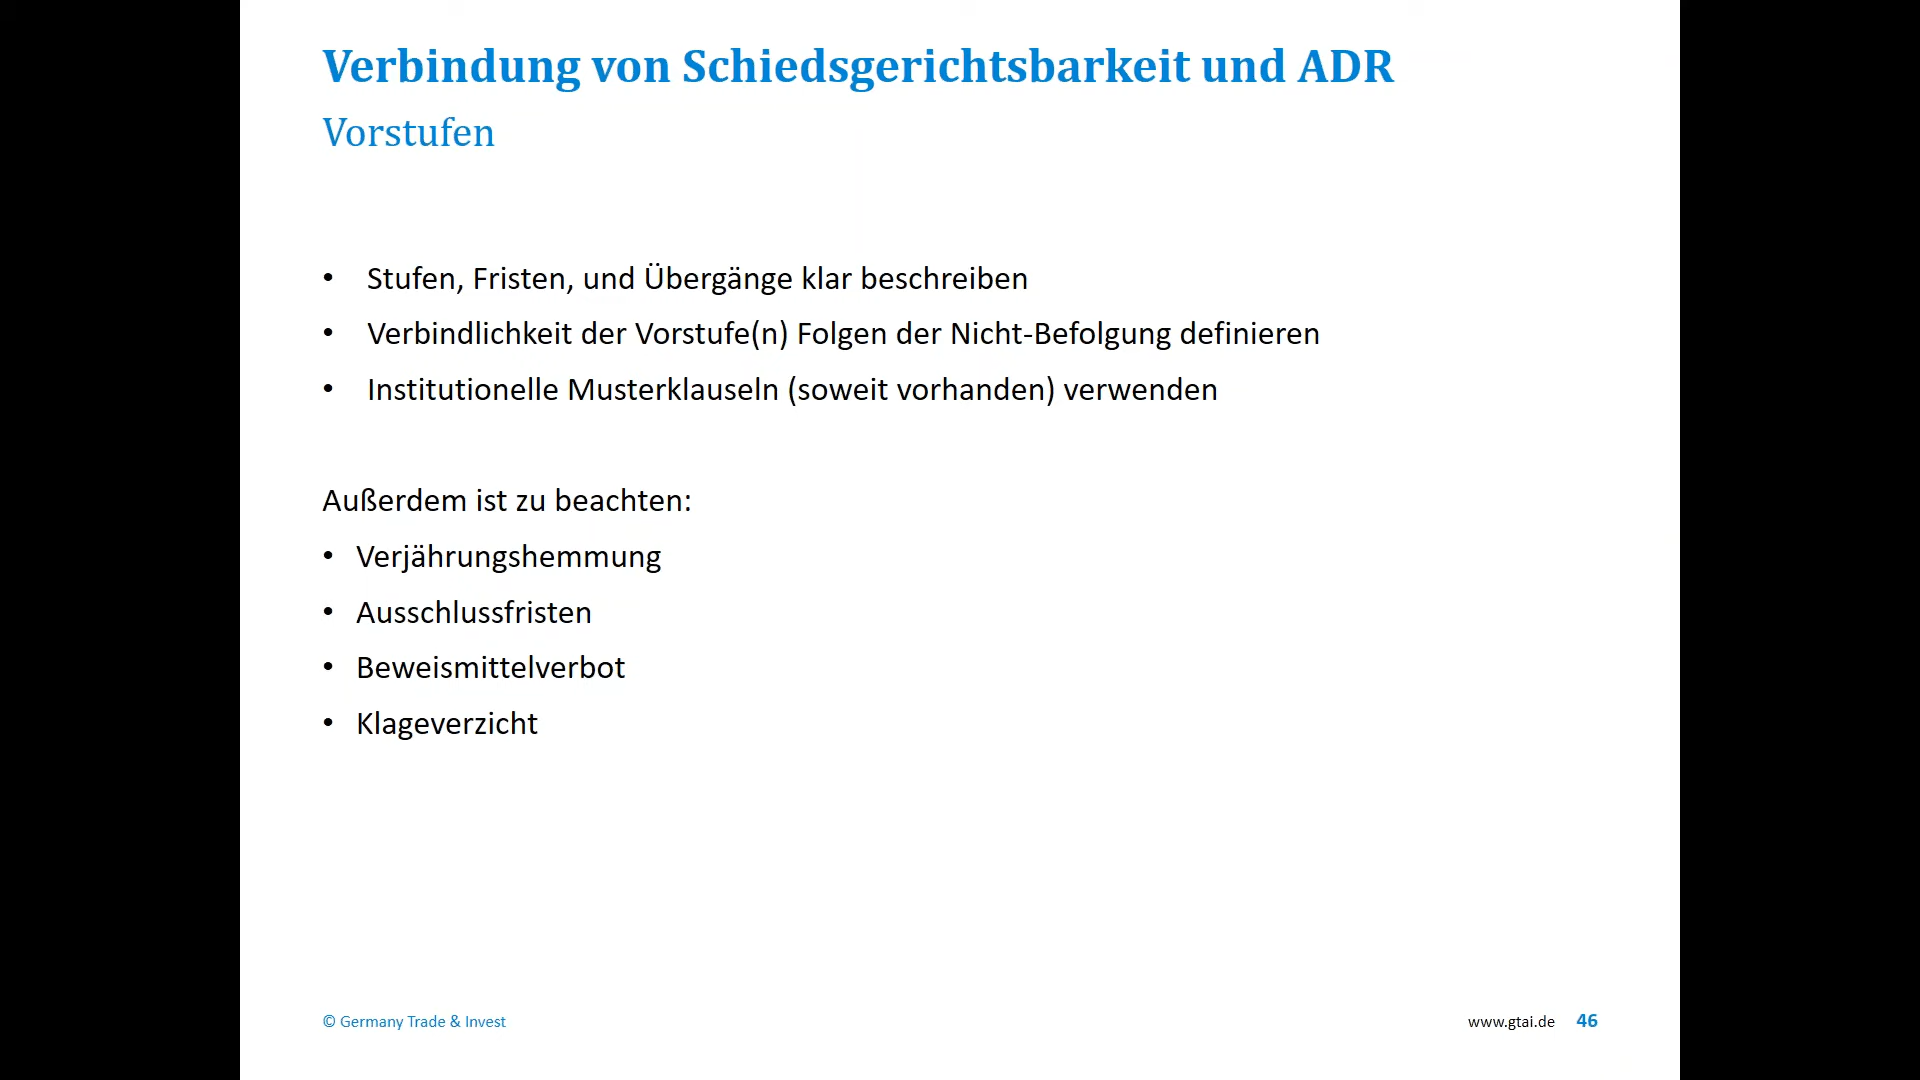 Verbindung von Schiedsgerichtsbarkeit und ADR
Vorstufen
• Stufen, Fristen, und Übergänge klar beschreiben
• Verbindlichkeit der Vorstufe(n) Folgen der Nicht-Befolgung definieren
• Institutionelle Musterklauseln (soweit vorhanden) verwenden
Außerdem ist zu beachten:
• Verjährungshemmung
• Ausschlussfristen
• Beweismittelverbot
• Klageverzicht
© Germany Trade & Invest
www.gtai.de 46